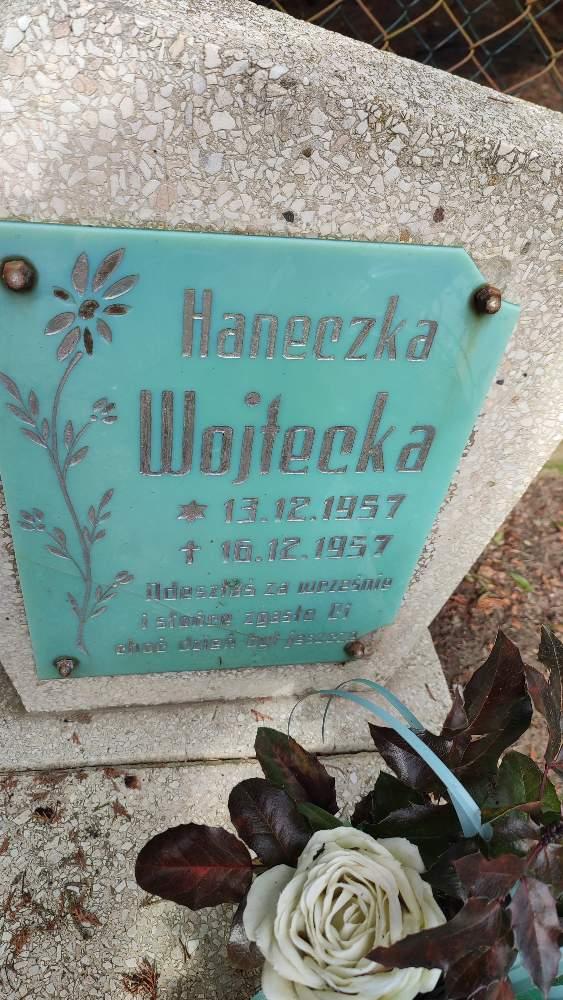 Haneczka
Wojtecka
* 13.12.1957
✝ 16.12.1957
Odeszłaś za wcześnie
i słońce zgasło Ci
choć dzień był jeszcze